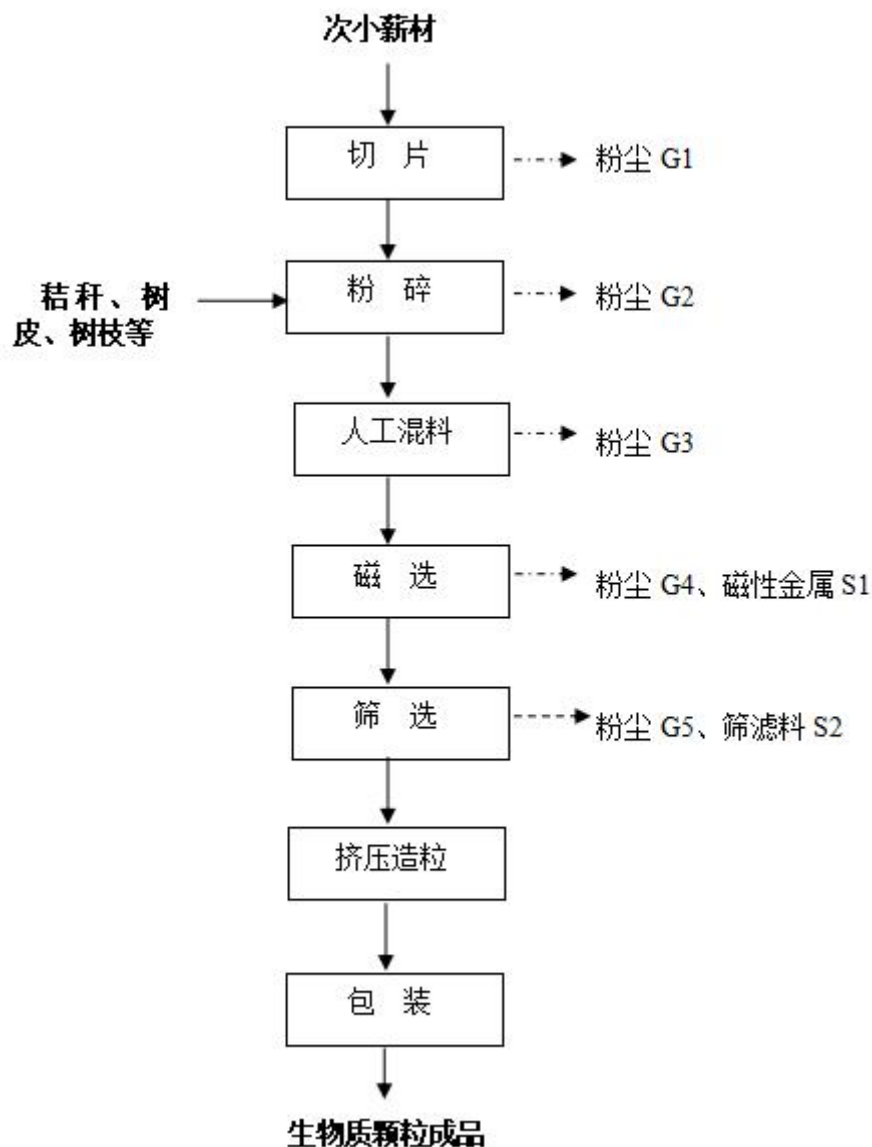 次小薪材
切 片
粉尘 G1
粉 碎
粉尘 G2
秸秆、树
皮、树枝等
人工混料
粉尘 G3
磁 选
粉尘 G4、磁性金属 S1
筛 选
粉尘 G5、筛滤料 S2
挤压造粒
包 装
生物质颗粒成品